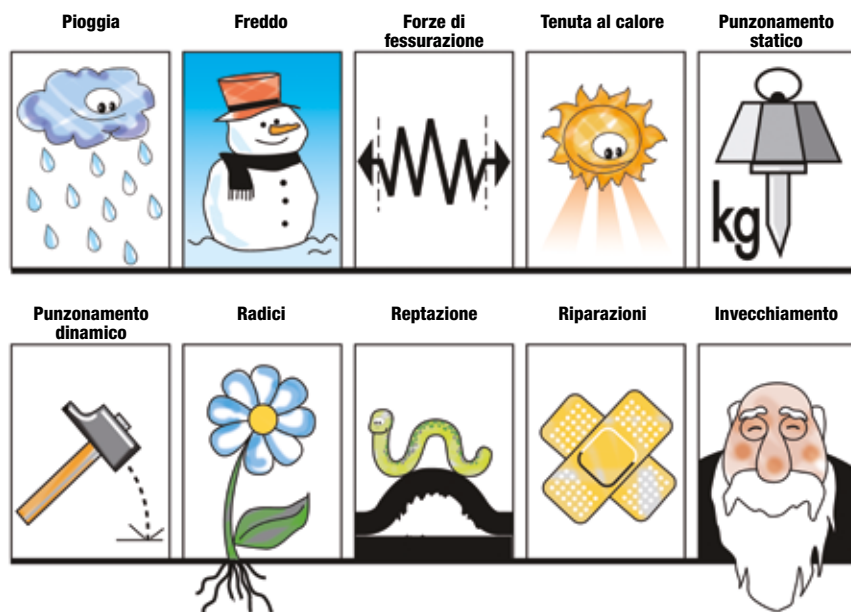 Pioggia
Freddo
Forze di
fessurazione
Tenuta al calore
Punzonamento
statico
kg
Punzonamento
dinamico
Radici
Reptazione
Riparazioni
Invecchiamento